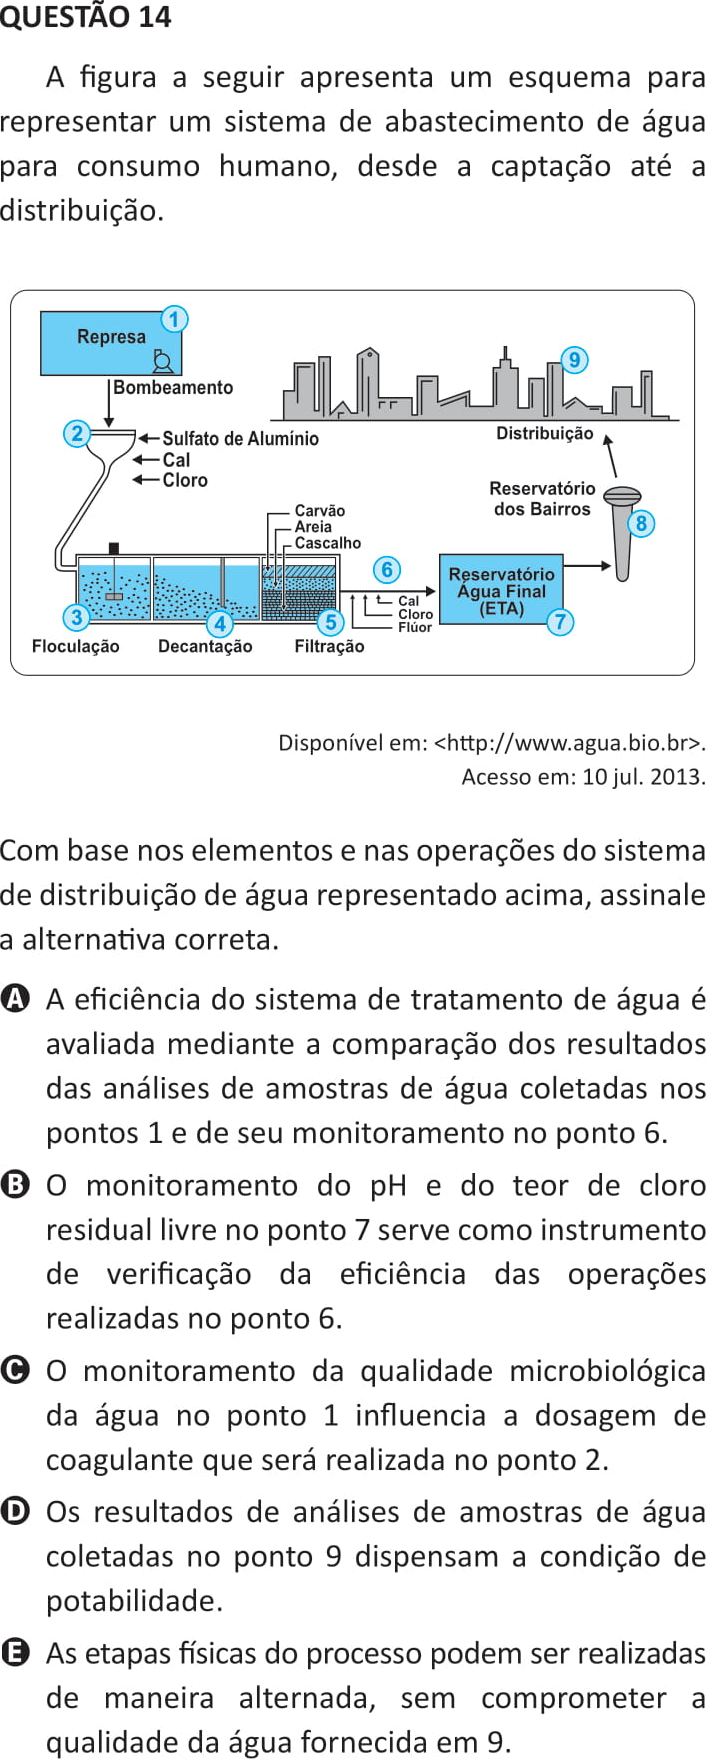 QUESTÃO 14
A figura a seguir apresenta um esquema para
representar um sistema de abastecimento de água
para consumo humano, desde a captação até a
distribuição.
1
Represa
Bombeamento
2
Sulfato de Alumínio
Cal
Cloro
9
Distribuição
Reservatório
dos Bairros
8
Carvão
Areia
Cascalho
6
Cal
Cloro
Flúor
Reservatório
Água Final
(ETA)
7
3
4
5
Floculação
Decantação
Filtração
Disponível em: <http://www.agua.bio.br>.
Acesso em: 10 jul. 2013.
Com base nos elementos e nas operações do sistema
de distribuição de água representado acima, assinale
a alternativa correta.
A A eficiência do sistema de tratamento de água é
avaliada mediante a comparação dos resultados
das análises de amostras de água coletadas nos
pontos 1 e de seu monitoramento no ponto 6.
B O monitoramento do pH e do teor de cloro
residual livre no ponto 7 serve como instrumento
de verificação da eficiência das operações
realizadas no ponto 6.
C O monitoramento da qualidade microbiológica
da água no ponto 1 influencia a dosagem de
coagulante que será realizada no ponto 2.
D Os resultados de análises de amostras de água
coletadas no ponto 9 dispensam a condição de
potabilidade.
E As etapas físicas do processo podem ser realizadas
de maneira alternada, sem comprometer a
qualidade da água fornecida em 9.